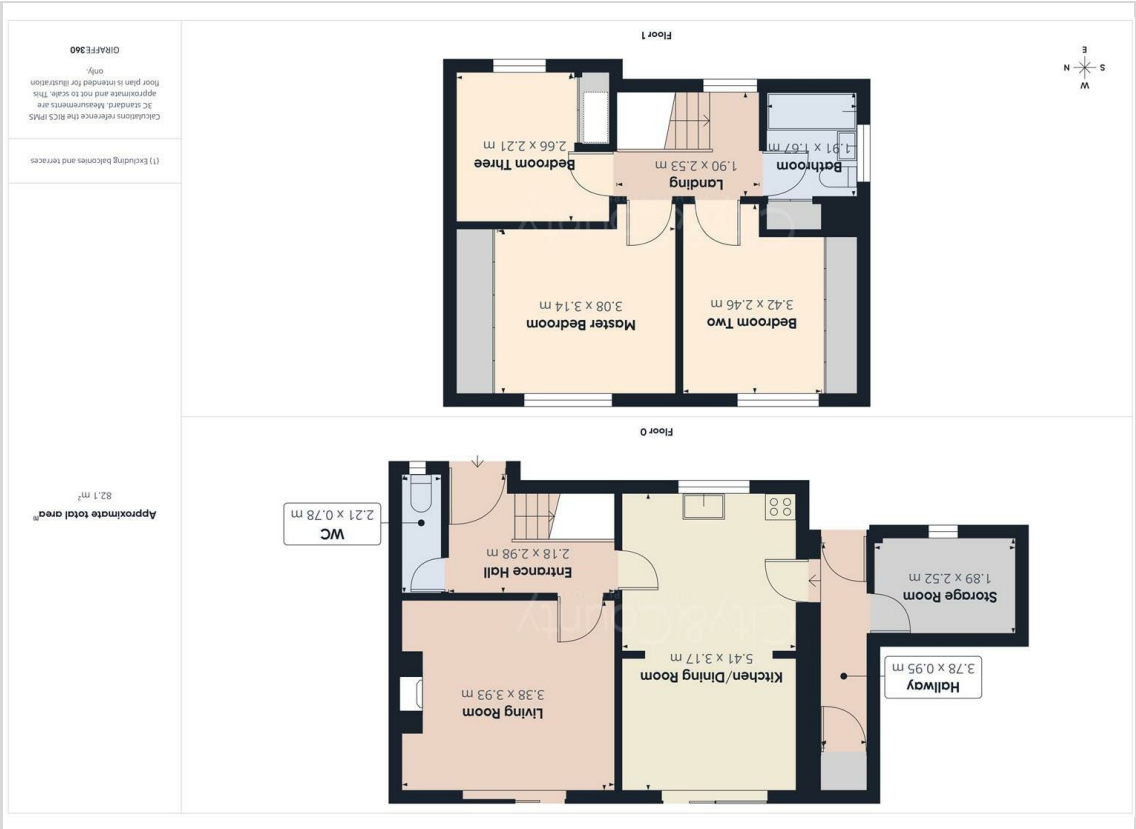 Hallway
3.78 x 0.95 m
Storage Room
1.89 x 2.52 m
Kitchen/Dining Room
5.41 x 3.17 m
Living Room
3.38 x 3.93 m
Entrance Hall
2.18 x 2.98 m
WC
2.21 x 0.78 m
City&County
Floor 0
Bedroom Two
3.42 x 2.46 m
Master Bedroom
3.08 x 3.14 m
City&County
Bathroom
1.91 x 1.67 m
Landing
1.90 x 2.53 m
Bedroom Three
2.66 x 2.21 m
W
S N
E
Floor 1
Approximate total area⁽¹⁾
82.1 m²
(1) Excluding balconies and terraces
Calculations reference the RICS IPMS
3C standard. Measurements are
approximate and not to scale. This
floor plan is intended for illustration
only.
GIRAFFE360